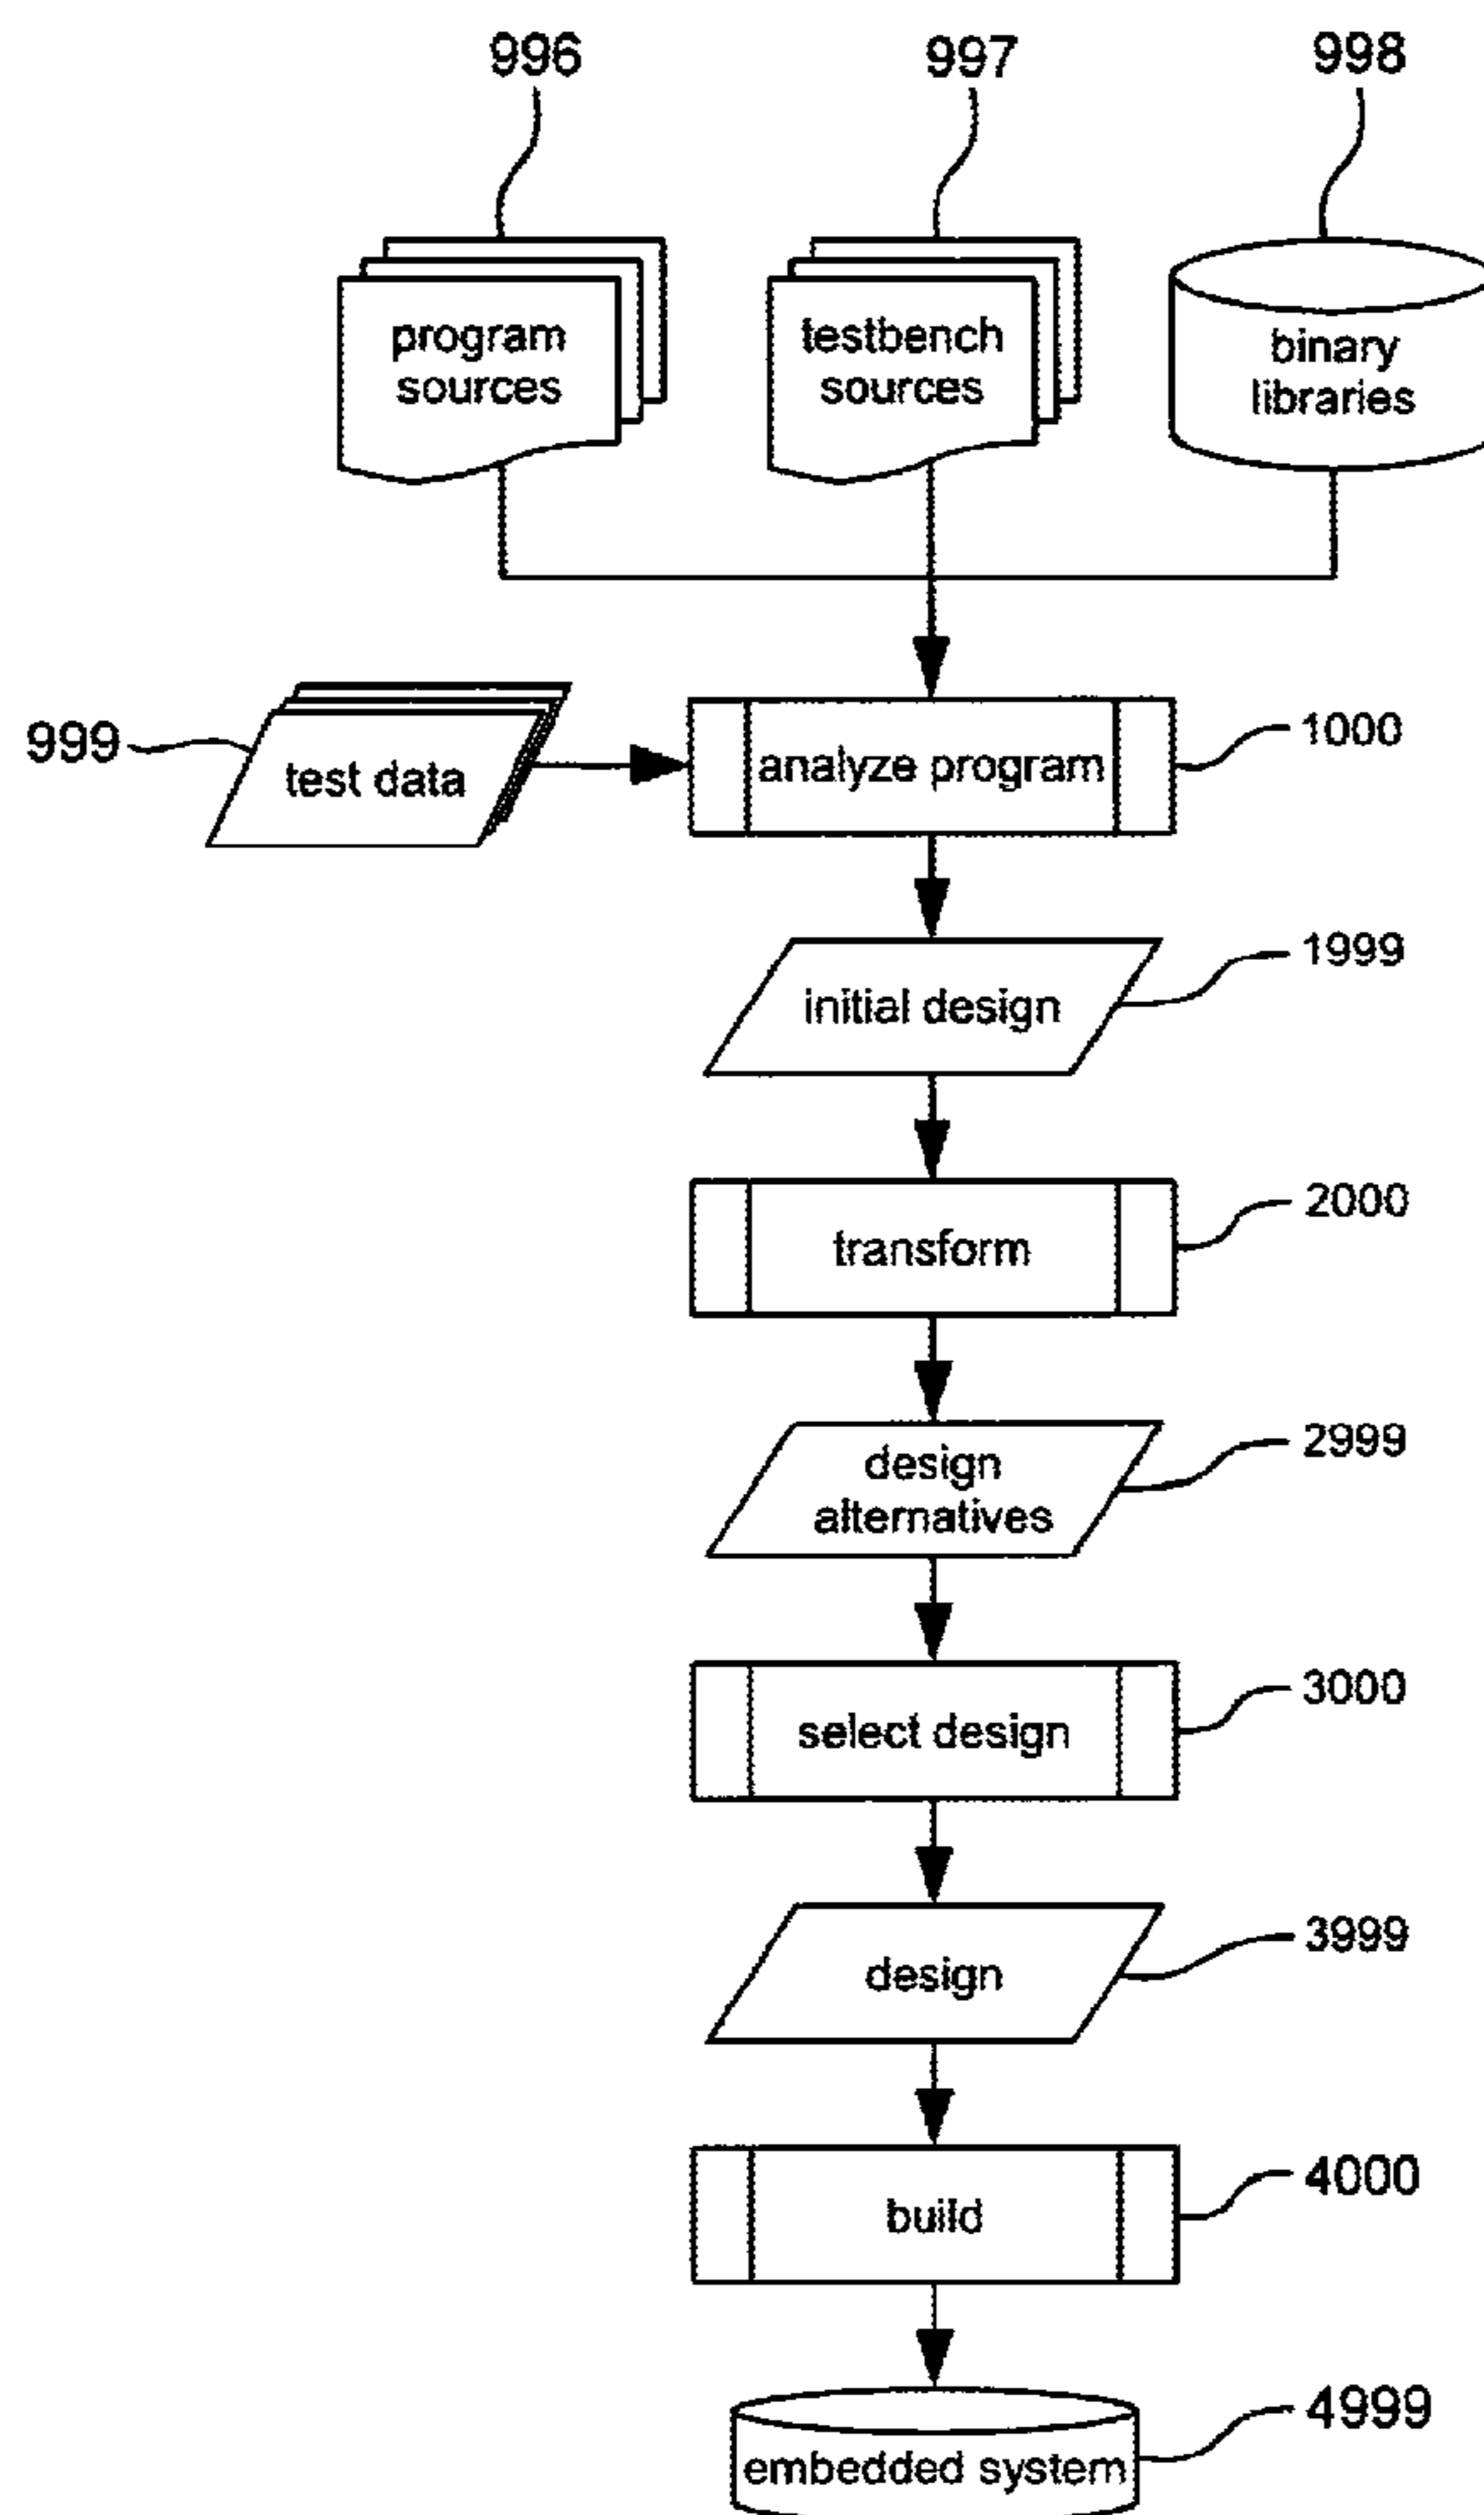 996
997
998
program
sources
testbench
sources
binary
libraries
999
test data
analyze program
1000
initial design
1999
transform
2000
design
alternatives
2999
select design
3000
design
3999
build
4000
embedded system
4999